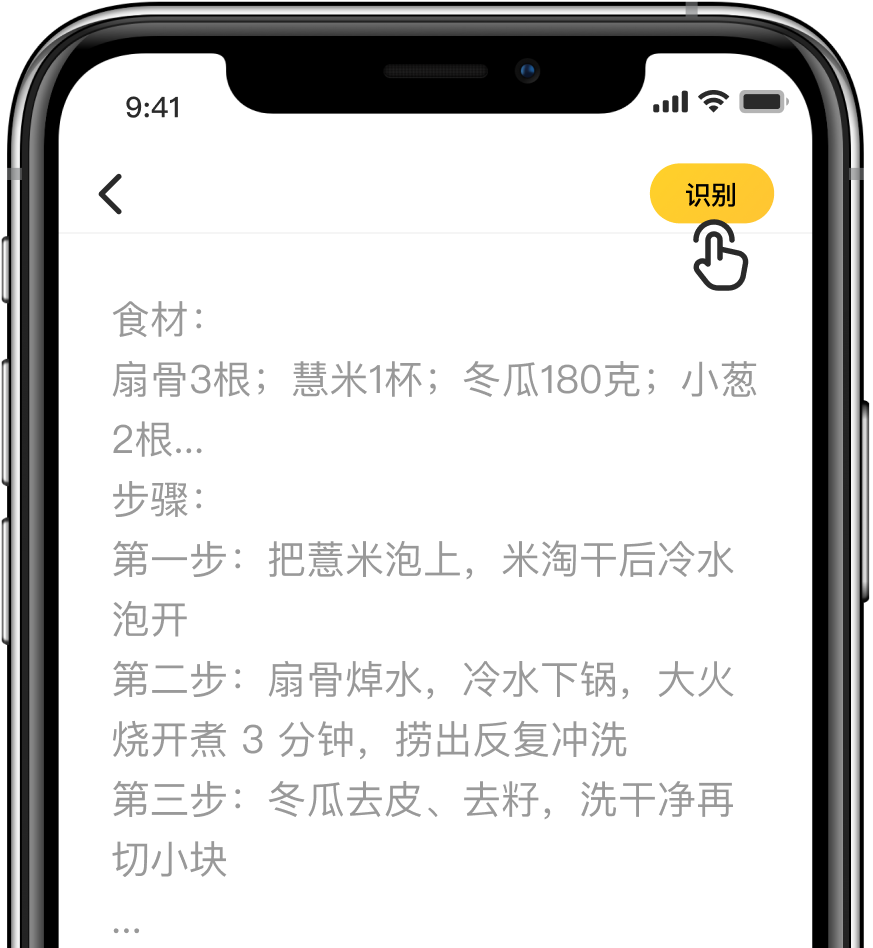 9:41
识别
食材：
扇骨3根；慧米1杯；冬瓜180克；小葱
2根...
步骤：
第一步：把薏米泡上，米淘干后冷水
泡开
第二步：扇骨焯水，冷水下锅，大火
烧开煮 3 分钟，捞出反复冲洗
第三步：冬瓜去皮、去籽，洗干净再
切小块
...